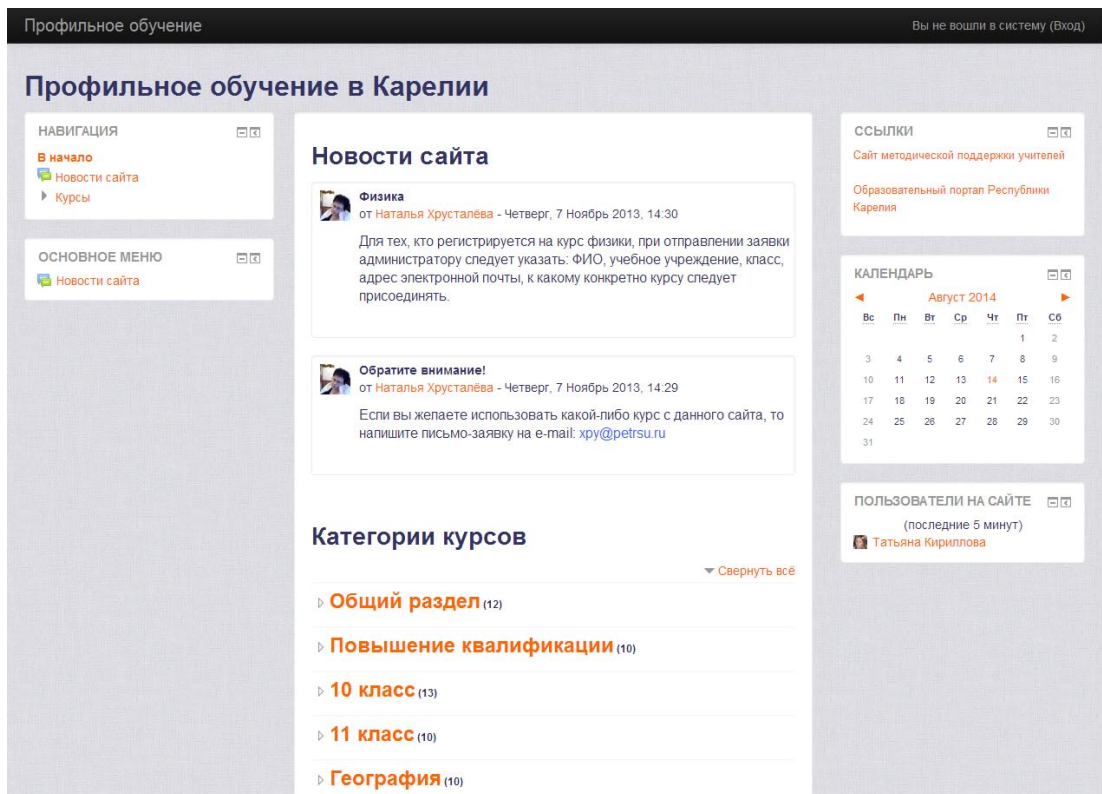 Профильное обучение
Вы не вошли в систему (Вход)
Профильное обучение в Карелии
НАВИГАЦИЯ
В начало
Новости сайта
Курсы
ОСНОВНОЕ МЕНЮ
Новости сайта
Новости сайта
Физика
от Наталья Хрусталёва - Четверг, 7 Ноябрь 2013, 14:30
Для тех, кто регистрируется на курс физики, при отправлении заявки
администратору следует указать: ФИО, учебное учреждение, класс,
адрес электронной почты, к какому конкретно курсу следует
присоединять.
Обратите внимание!
от Наталья Хрусталёва - Четверг, 7 Ноябрь 2013, 14:29
Если вы желаете использовать какой-либо курс с данного сайта, то
напишите письмо-заявку на e-mail: xpy@petrsu.ru
Категории курсов
Свернуть всё
Общий раздел (12)
Повышение квалификации (10)
10 класс (13)
11 класс (10)
География (10)
ССЫЛКИ
Сайт методической поддержки учителей
Образовательный портал Республики
Карелия
КАЛЕНДАРЬ
Август 2014
Вс Пн Вт Ср Чт Пт Сб
1 2
3 4 5 6 7 8 9
10 11 12 13 14 15 16
17 18 19 20 21 22 23
24 25 26 27 28 29 30
31
ПОЛЬЗОВАТЕЛИ НА САЙТЕ
(последние 5 минут)
Татьяна Кириллова